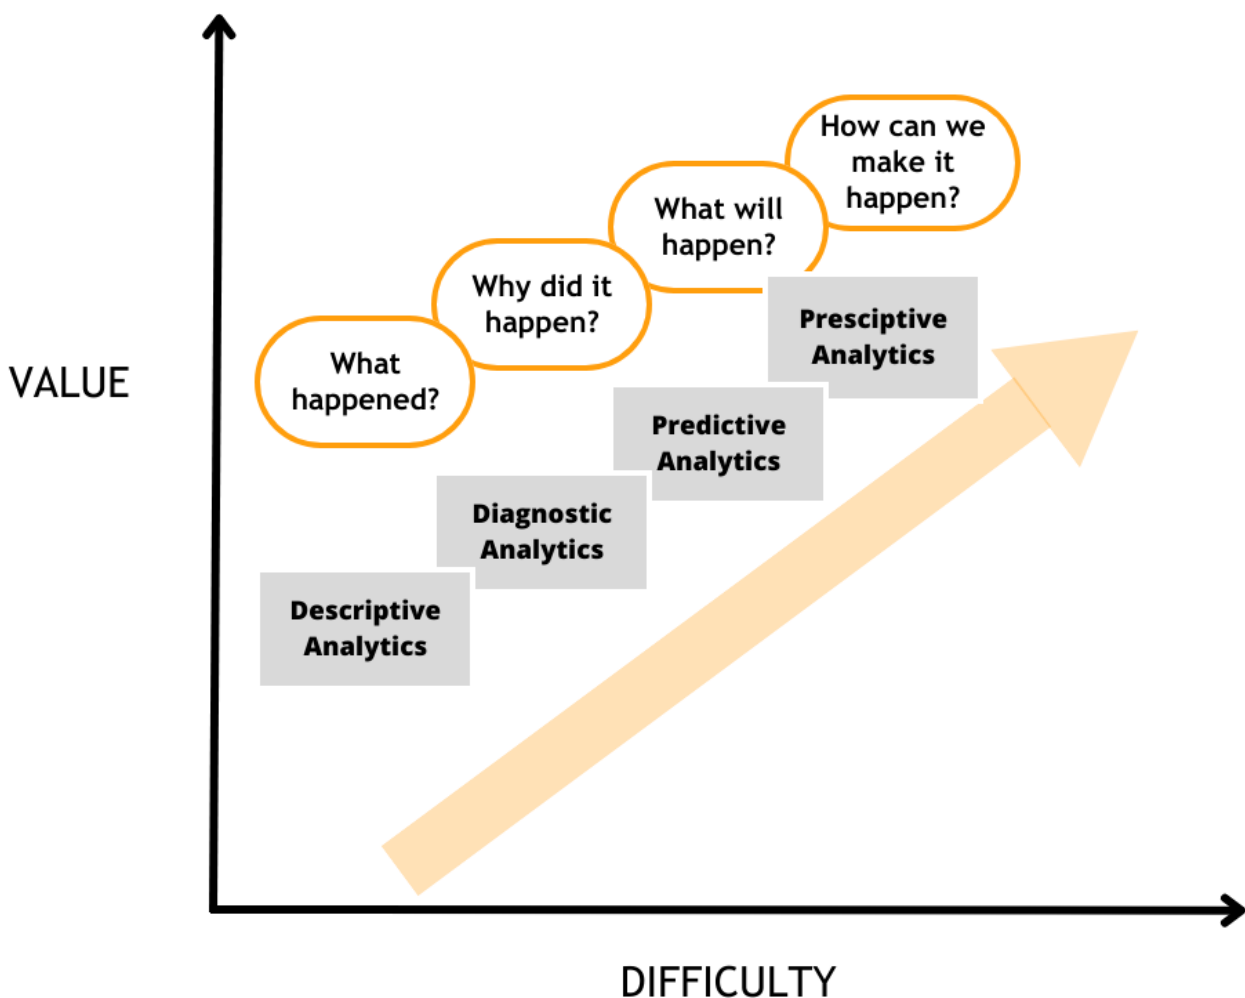 How can we
make it
happen?
What will
happen?
Why did it
happen?
What
happened?
Presciptive
Analytics
VALUE
Predictive
Analytics
Diagnostic
Analytics
Descriptive
Analytics
DIFFICULTY